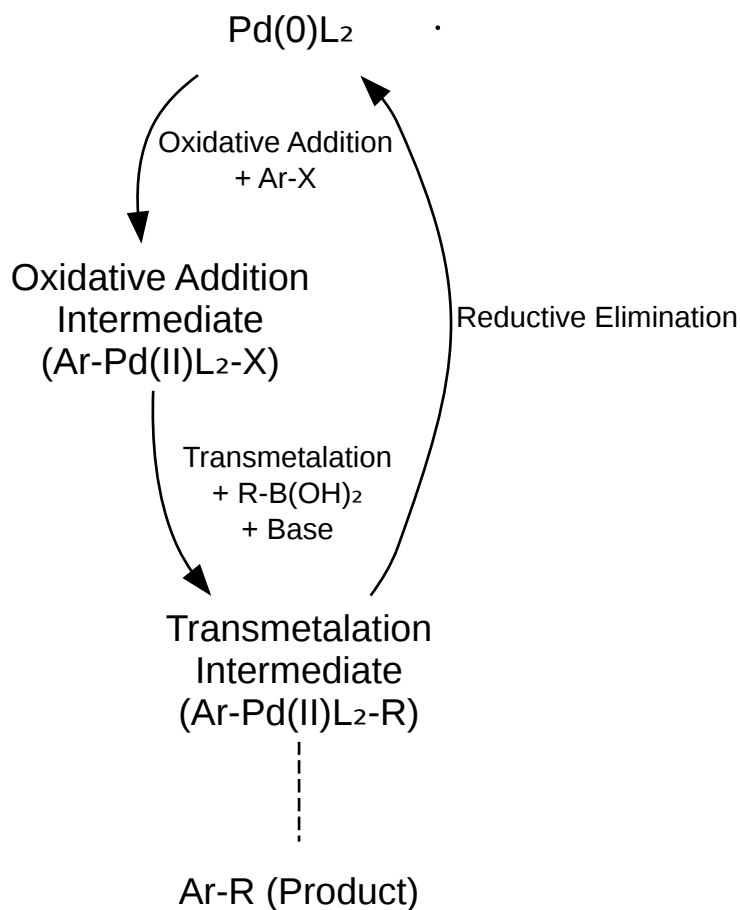 Pd(0)L₂
Oxidative Addition
+ Ar-X
Oxidative Addition
Intermediate
(Ar-Pd(II)L₂-X)
Reductive Elimination
Transmetalation
+ R-B(OH)₂
+ Base
Transmetalation
Intermediate
(Ar-Pd(II)L₂-R)
Ar-R (Product)